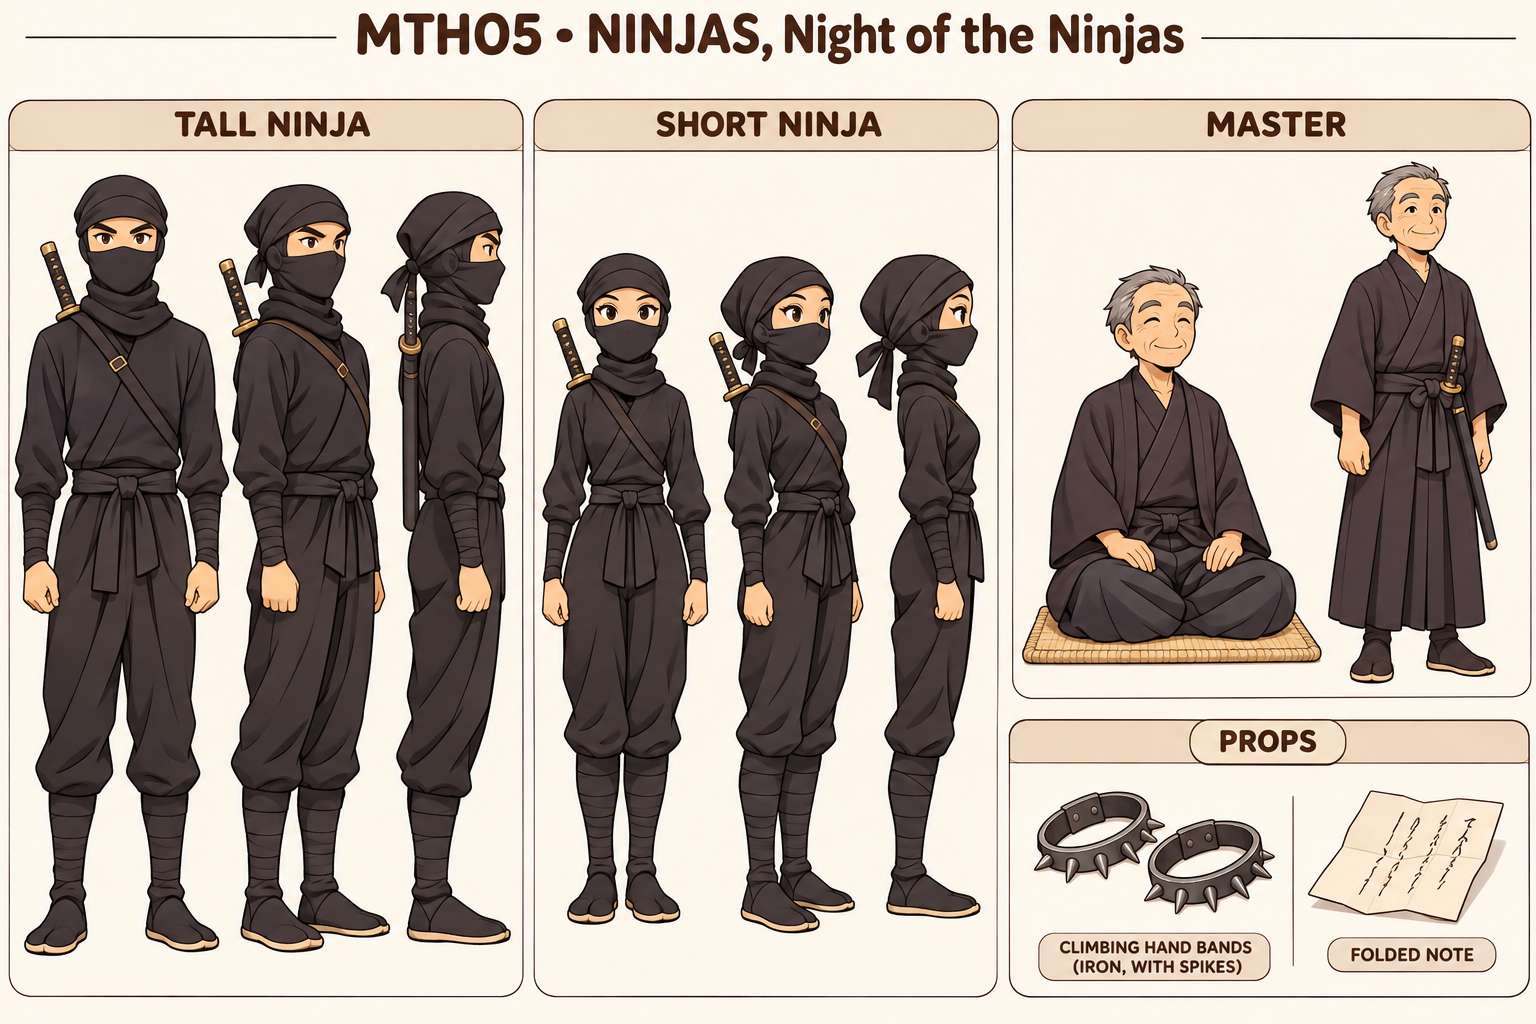 MTH05 • NINJAS, Night of the Ninjas
TALL NINJA
SHORT NINJA
MASTER
PROPS
CLIMBING HAND BANDS
(IRON, WITH SPIKES)
FOLDED NOTE